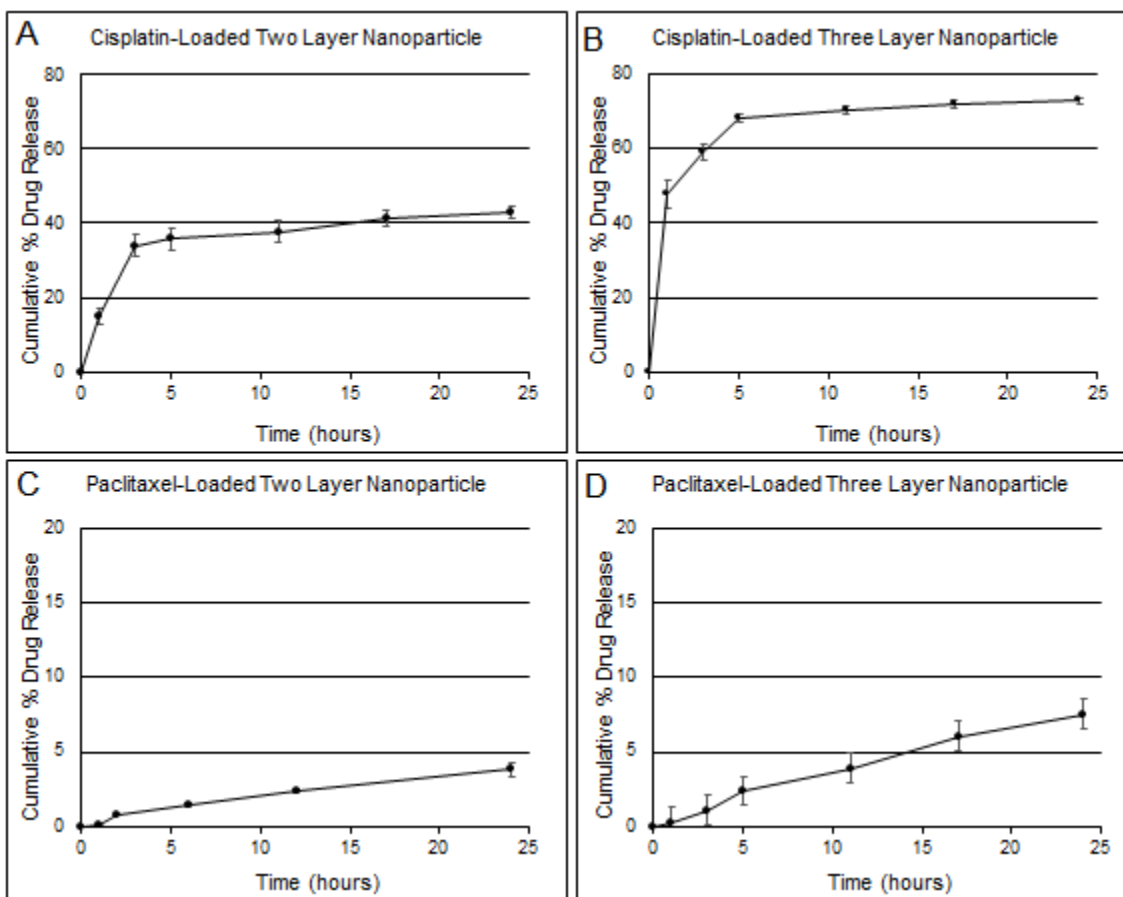 A
Cisplatin-Loaded Two Layer Nanoparticle
Cumulative % Drug Release
80
60
40
20
0
0 5 10 15 20 25
Time (hours)
B
Cisplatin-Loaded Three Layer Nanoparticle
Cumulative % Drug Release
80
60
40
20
0
0 5 10 15 20 25
Time (hours)
C
Paclitaxel-Loaded Two Layer Nanoparticle
Cumulative % Drug Release
20
15
10
5
0
0 5 10 15 20 25
Time (hours)
D
Paclitaxel-Loaded Three Layer Nanoparticle
Cumulative % Drug Release
20
15
10
5
0
0 5 10 15 20 25
Time (hours)